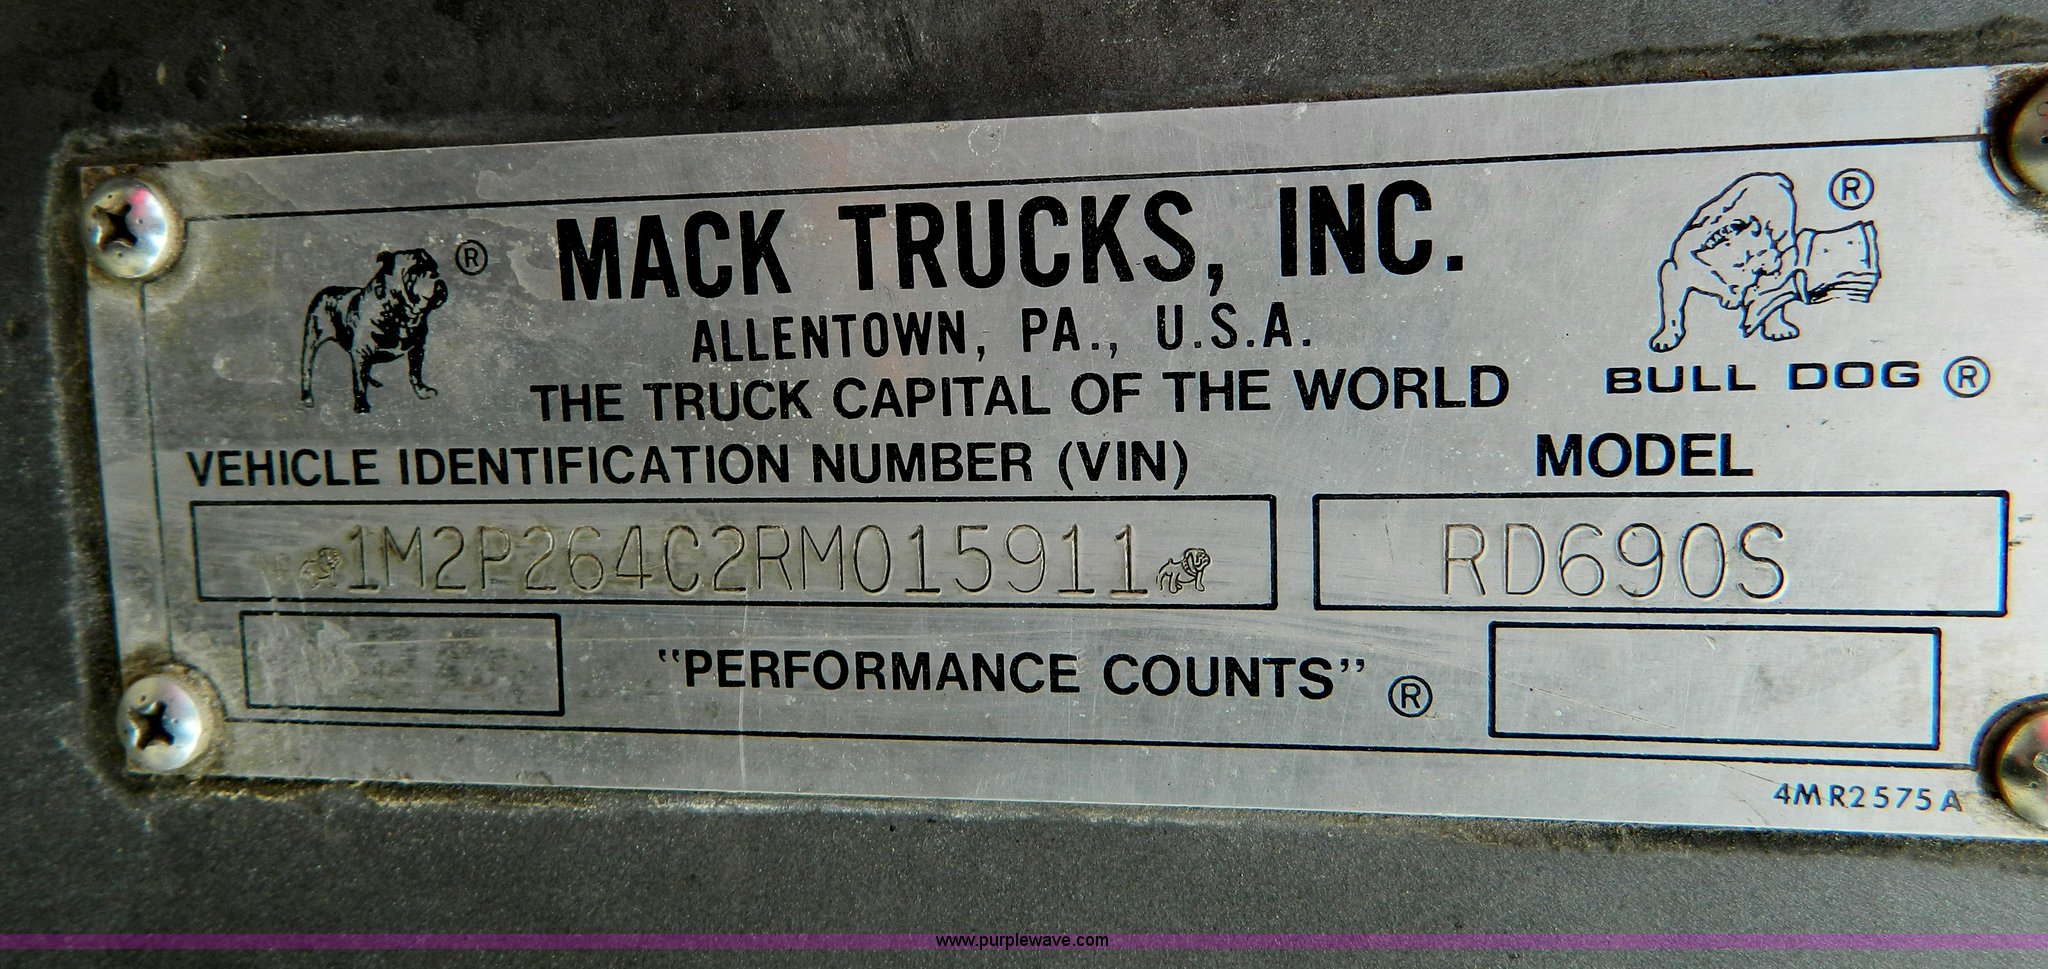 MACK TRUCKS, INC.
ALLENTOWN, PA., U.S.A.
THE TRUCK CAPITAL OF THE WORLD
®
®
BULL DOG ®
VEHICLE IDENTIFICATION NUMBER (VIN)
MODEL
1M2P264C2RM015911
RD690S
"PERFORMANCE COUNTS" ®
4MR2575A
www.purplewave.com